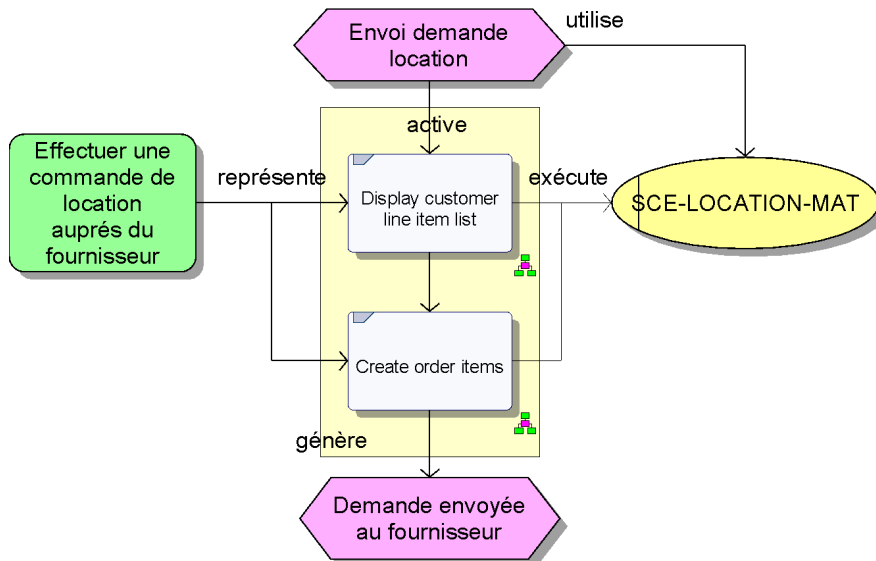 Envoi demande
location
utilise
active
Effectuer une
commande de
location
auprés du
fournisseur
représente
Display customer
line item list
exécute
SCE-LOCATION-MAT
Create order items
génère
Demande envoyée
au fournisseur